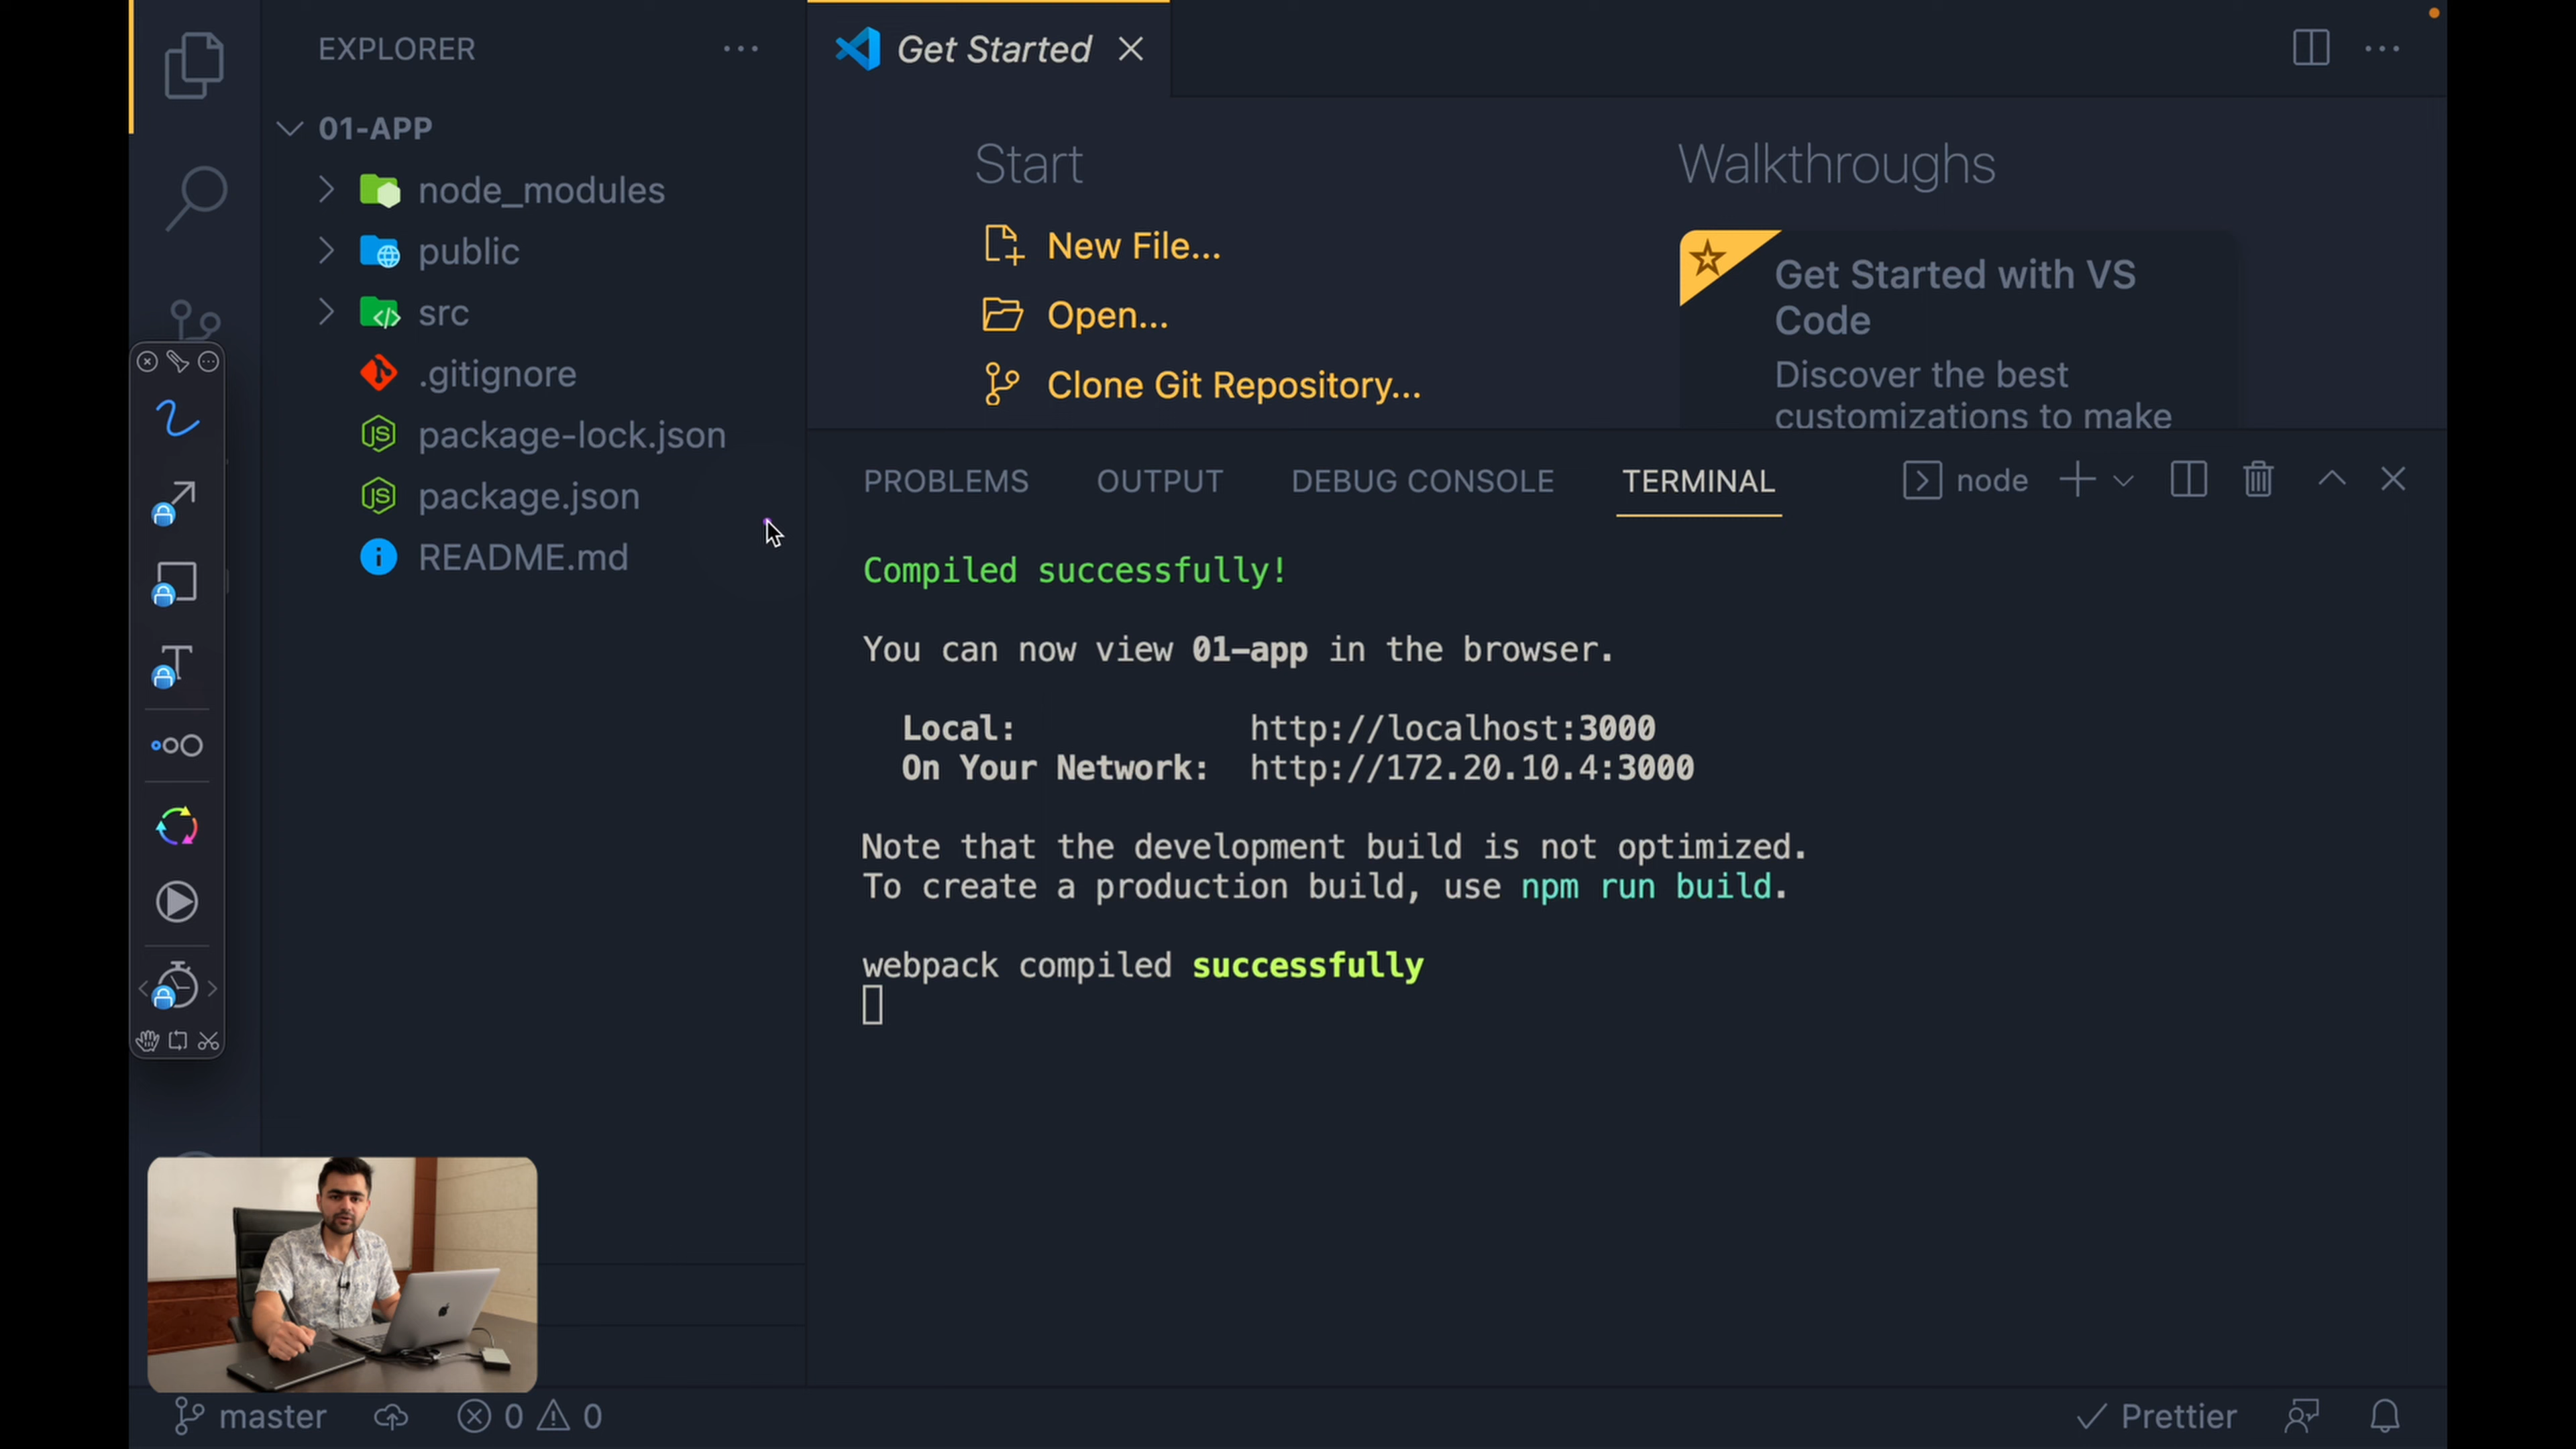 EXPLORER
01-APP
node_modules
public
src
.gitignore
package-lock.json
package.json
README.md
Get Started
Start
New File...
Open...
Clone Git Repository...
Walkthroughs
Get Started with VS
Code
Discover the best
customizations to make
PROBLEMS OUTPUT DEBUG CONSOLE TERMINAL node
Compiled successfully!
You can now view 01-app in the browser.
Local: http://localhost:3000
On Your Network: http://172.20.10.4:3000
Note that the development build is not optimized.
To create a production build, use npm run build.
webpack compiled successfully
master 0 0 Prettier